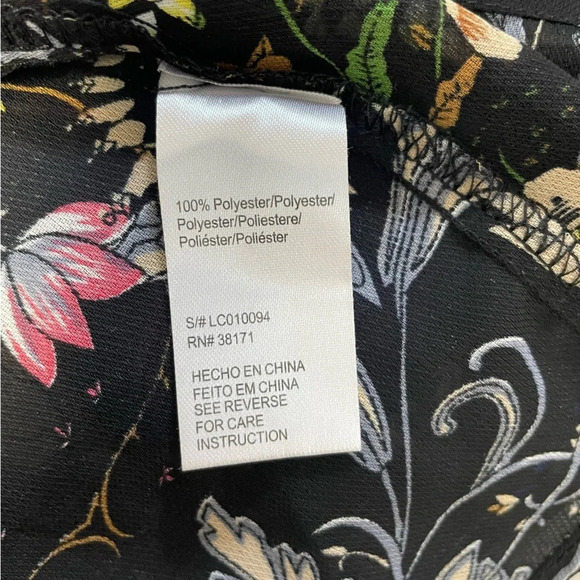 100% Polyester/Polyester/
Polyester/Poliestere/
Poliéster/Poliéster
S/# LC010094
RN# 38171
HECHO EN CHINA
FEITO EM CHINA
SEE REVERSE
FOR CARE
INSTRUCTION